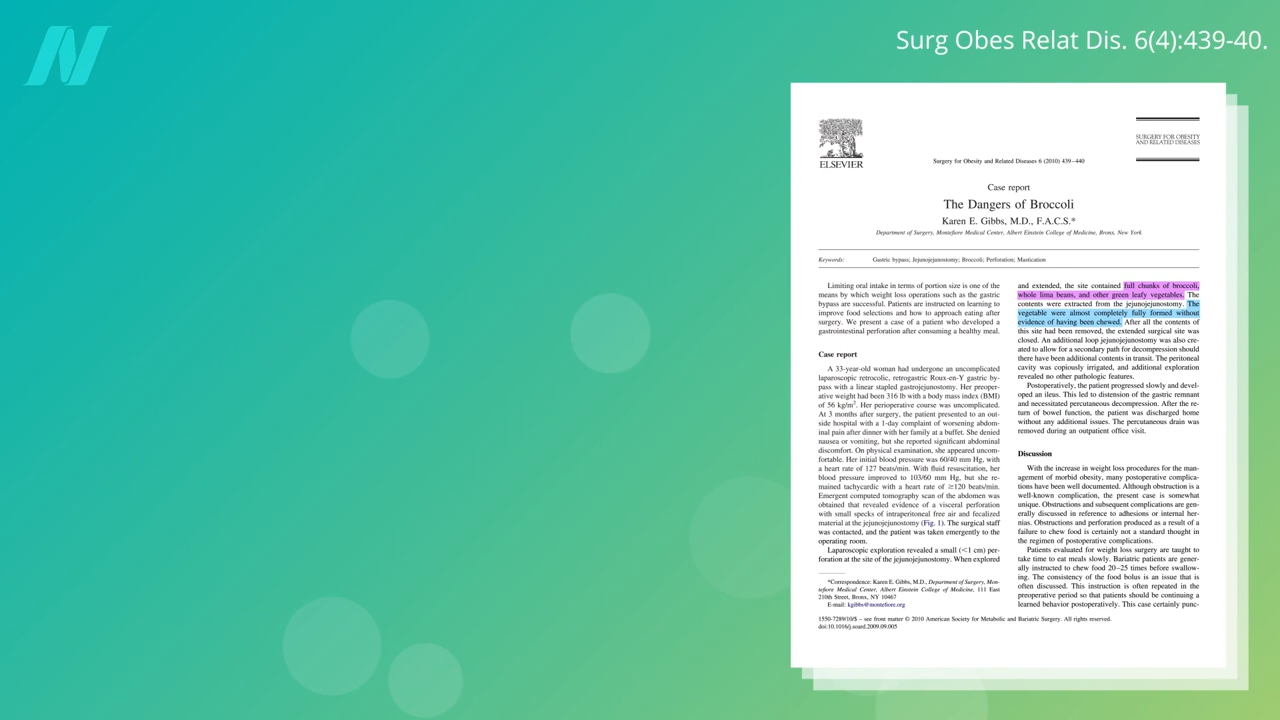 Surg Obes Relat Dis. 6(4):439-40.
ELSEVIER
SURGERY FOR OBESITY
AND RELATED DISEASES
Surgery for Obesity and Related Diseases 6 (2010) 439–440
Case report
The Dangers of Broccoli
Karen E. Gibbs, M.D., F.A.C.S.*
Department of Surgery, Montefiore Medical Center, Albert Einstein College of Medicine, Bronx, New York
Keywords: Gastric bypass; Jejunojejunostomy; Broccoli; Perforation; Mastication
Limiting oral intake in terms of portion size is one of the
means by which weight loss operations such as the gastric
bypass are successful. Patients are instructed on learning to
improve food selections and how to approach eating after
surgery. We present a case of a patient who developed a
gastrointestinal perforation after consuming a healthy meal.
Case report
A 33-year-old woman had undergone an uncomplicated
laparoscopic retrocolic, retrogastric Roux-en-Y gastric by-
pass with a linear stapled gastrojejunostomy. Her preoper-
ative weight had been 316 lb with a body mass index (BMI)
of 56 kg/m². Her perioperative course was uncomplicated.
At 3 months after surgery, the patient presented to an out-
side hospital with a 1-day complaint of worsening abdom-
inal pain after dinner with her family at a buffet. She denied
nausea or vomiting, but she reported significant abdominal
discomfort. On physical examination, she appeared uncom-
fortable. Her initial blood pressure was 60/40 mm Hg, with
a heart rate of 127 beats/min. With fluid resuscitation, her
blood pressure improved to 103/60 mm Hg, but she re-
mained tachycardic with a heart rate of ≥120 beats/min.
Emergent computed tomography scan of the abdomen was
obtained that revealed evidence of a visceral perforation
with small specks of intraperitoneal free air and fecalized
material at the jejunojejunostomy (Fig. 1). The surgical staff
was contacted, and the patient was taken emergently to the
operating room.
Laparoscopic exploration revealed a small (<1 cm) per-
foration at the site of the jejunojejunostomy. When explored
*Correspondence: Karen E. Gibbs, M.D., Department of Surgery, Mon-
tefiore Medical Center, Albert Einstein College of Medicine, 111 East
210th Street, Bronx, NY 10467
E-mail: kgibbs@montefiore.org
and extended, the site contained full chunks of broccoli,
whole lima beans, and other green leafy vegetables. The
contents were extracted from the jejunojejunostomy. The
vegetable were almost completely fully formed without
evidence of having been chewed. After all the contents of
this site had been removed, the extended surgical site was
closed. An additional loop jejunojejunostomy was also cre-
ated to allow for a secondary path for decompression should
there have been additional contents in transit. The peritoneal
cavity was copiously irrigated, and additional exploration
revealed no other pathologic features.
Postoperatively, the patient progressed slowly and devel-
oped an ileus. This led to distension of the gastric remnant
and necessitated percutaneous decompression. After the re-
turn of bowel function, the patient was discharged home
without any additional issues. The percutaneous drain was
removed during an outpatient office visit.
Discussion
With the increase in weight loss procedures for the man-
agement of morbid obesity, many postoperative complica-
tions have been well documented. Although obstruction is a
well-known complication, the present case is somewhat
unique. Obstructions and subsequent complications are gen-
erally discussed in reference to adhesions or internal her-
nias. Obstructions and perforation produced as a result of a
failure to chew food is certainly not a standard thought in
the regimen of postoperative complications.
Patients evaluated for weight loss surgery are taught to
take time to eat meals slowly. Bariatric patients are gener-
ally instructed to chew food 20–25 times before swallow-
ing. The consistency of the food bolus is an issue that is
often discussed. This instruction is often repeated in the
preoperative period so that patients should be continuing a
learned behavior postoperatively. This case certainly punc-
1550-7289/10/$ – see front matter © 2010 American Society for Metabolic and Bariatric Surgery. All rights reserved.
doi:10.1016/j.soard.2009.09.005